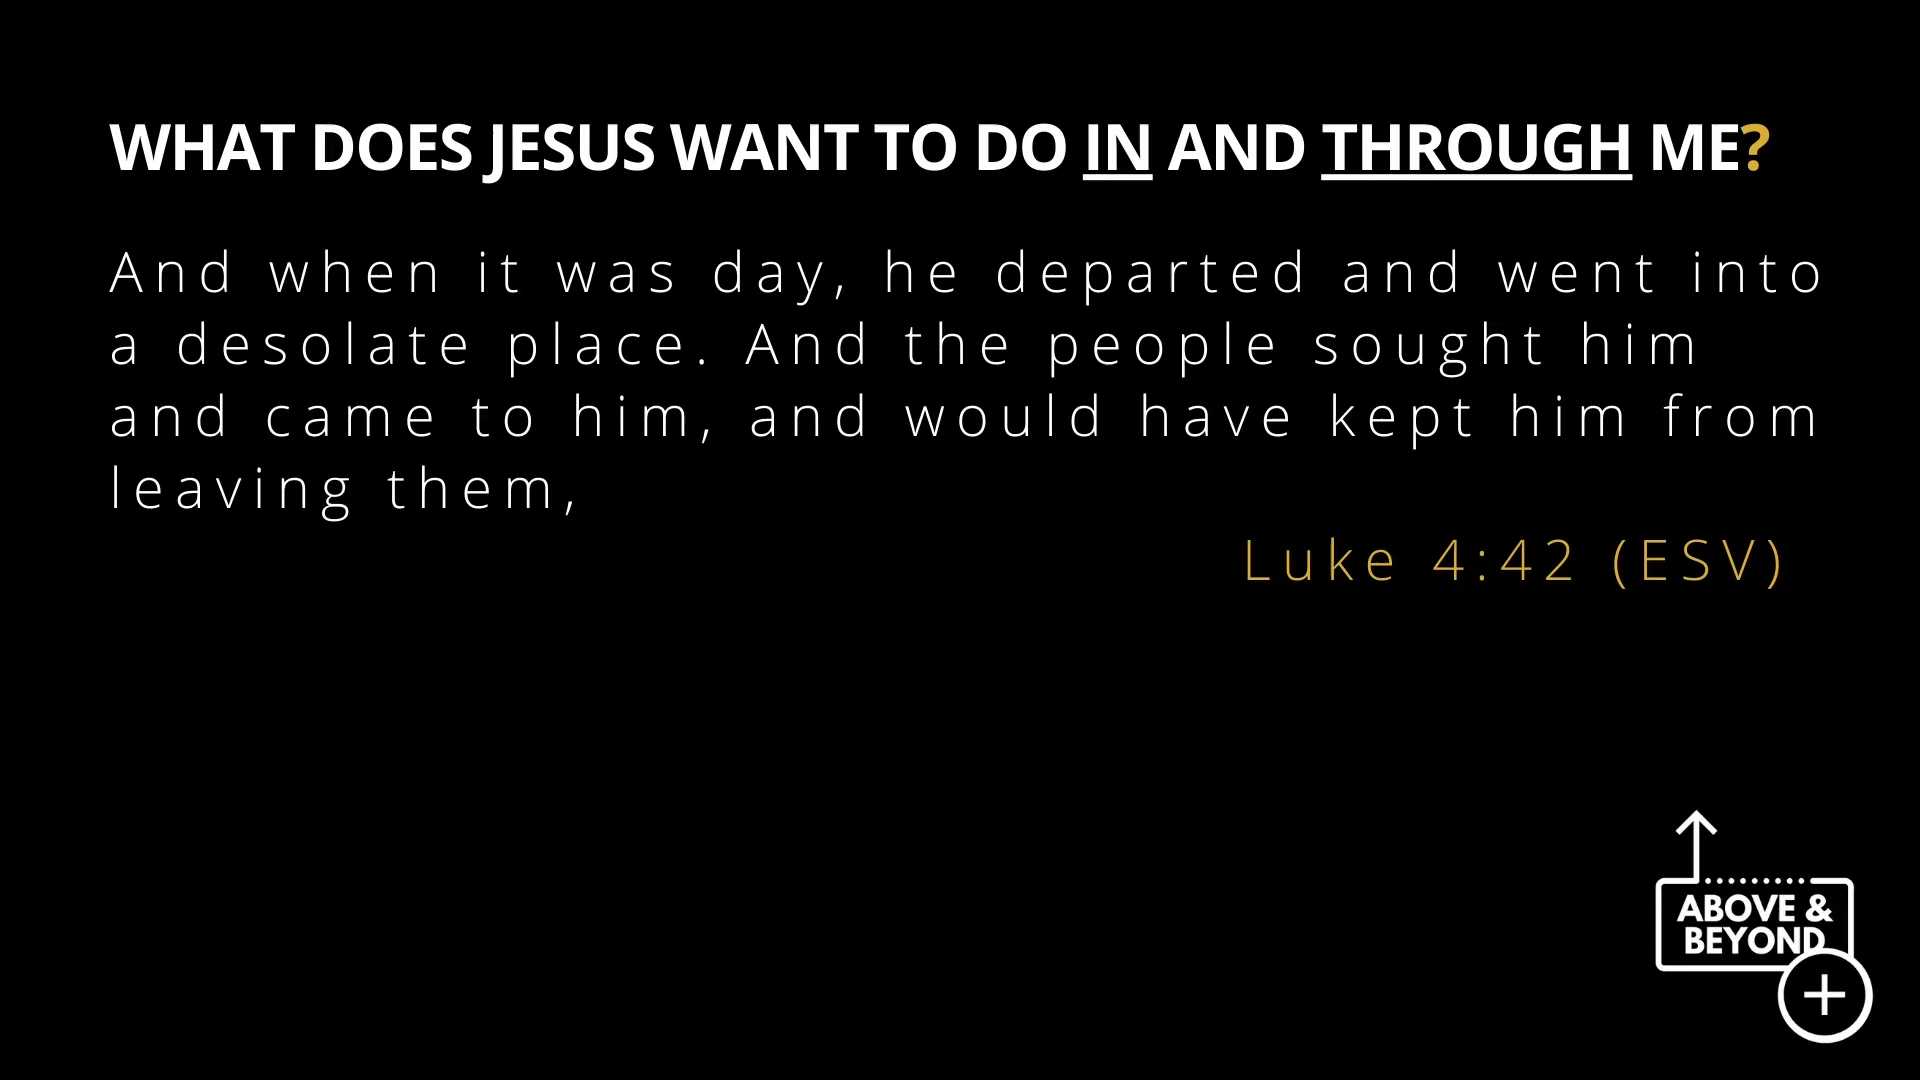 WHAT DOES JESUS WANT TO DO IN AND THROUGH ME?
And when it was day, he departed and went into
a desolate place. And the people sought him
and came to him, and would have kept him from
leaving them,
Luke 4:42 (ESV)
ABOVE &
BEYOND